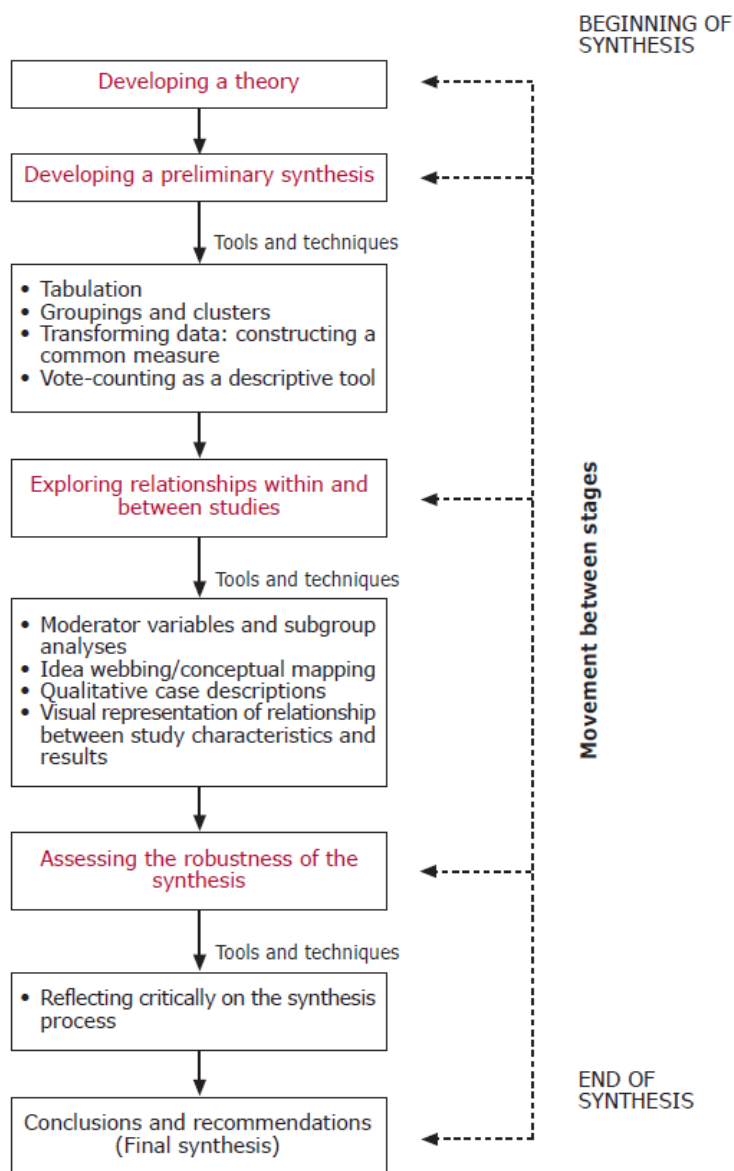 BEGINNING OF
SYNTHESIS
Developing a theory
Developing a preliminary synthesis
Tools and techniques
• Tabulation
• Groupings and clusters
• Transforming data: constructing a
common measure
• Vote-counting as a descriptive tool
Exploring relationships within and
between studies
Tools and techniques
• Moderator variables and subgroup
analyses
• Idea webbing/conceptual mapping
• Qualitative case descriptions
• Visual representation of relationship
between study characteristics and
results
Movement between stages
Assessing the robustness of the
synthesis
Tools and techniques
• Reflecting critically on the synthesis
process
END OF
SYNTHESIS
Conclusions and recommendations
(Final synthesis)